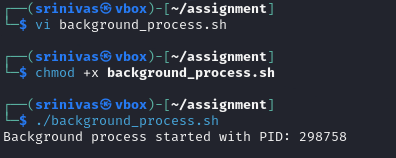 ┌──(srinivas㉿vbox)-[~/assignment]
└─$ vi background_process.sh
┌──(srinivas㉿vbox)-[~/assignment]
└─$ chmod +x background_process.sh
┌──(srinivas㉿vbox)-[~/assignment]
└─$ ./background_process.sh
Background process started with PID: 298758